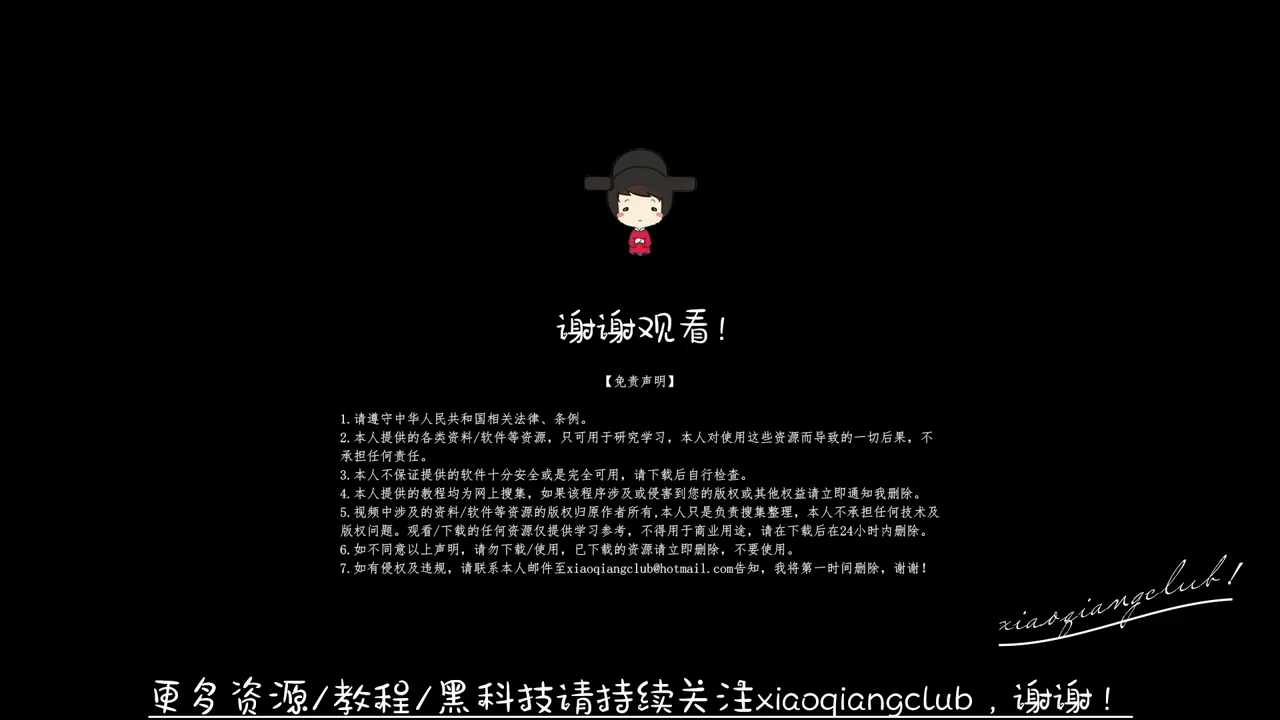 谢谢观看!
【免责声明】
1.请遵守中华人民共和国相关法律、条例。
2.本人提供的各类资料/软件等资源，只可用于研究学习，本人对使用这些资源而导致的一切后果，不
承担任何责任。
3.本人不保证提供的软件十分安全或是完全可用，请下载后自行检查。
4.本人提供的教程均为网上搜集，如果该程序涉及或侵害到您的版权或其他权益请立即通知我删除。
5.视频中涉及的资料/软件等资源的版权归原作者所有,本人只是负责搜集整理，本人不承担任何技术及
版权问题。观看/下载的任何资源仅提供学习参考，不得用于商业用途，请在下载后在24小时内删除。
6.如不同意以上声明，请勿下载/使用，已下载的资源请立即删除，不要使用。
7.如有侵权及违规，请联系本人邮件至xiaoqiangclub@hotmail.com告知，我将第一时间删除，谢谢!
xiaoqiangclub!
更多资源/教程/黑科技请持续关注xiaoqiangclub，谢谢!